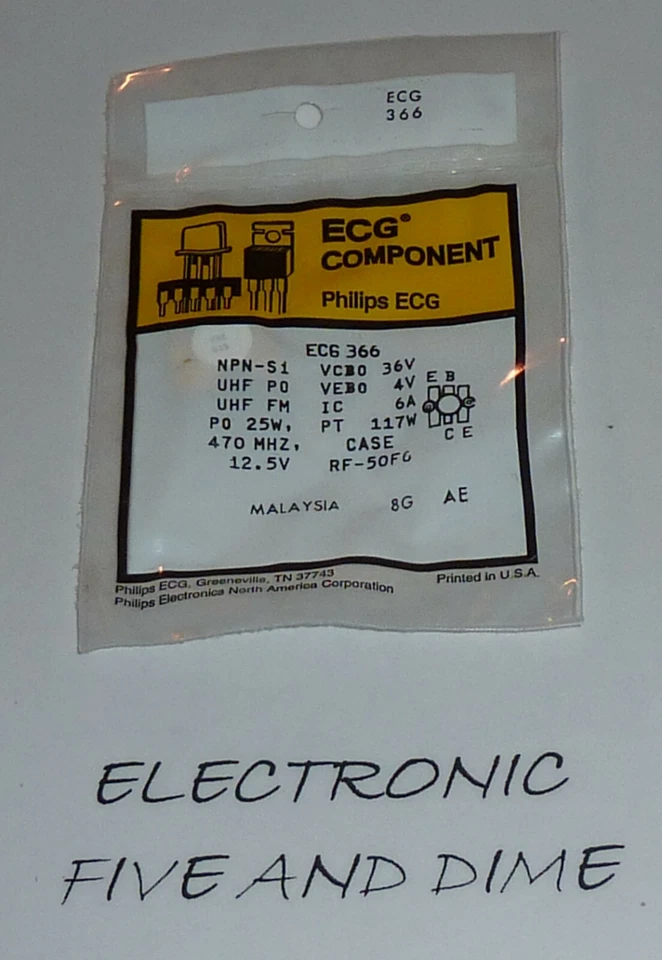 ECG
366
ECG®
COMPONENT
Philips ECG
ECG 366
NPN-Si VCBO 36V
UHF PO VEBO 4V E B
UHF FM IC 6A
PO 25W, PT 117W
470 MHZ, CASE C E
12.5V RF-50FG
MALAYSIA 8G AE
Philips ECG, Greeneville, TN 37743 Printed in U.S.A.
Philips Electronics North America Corporation
ELECTRONIC
FIVE AND DIME